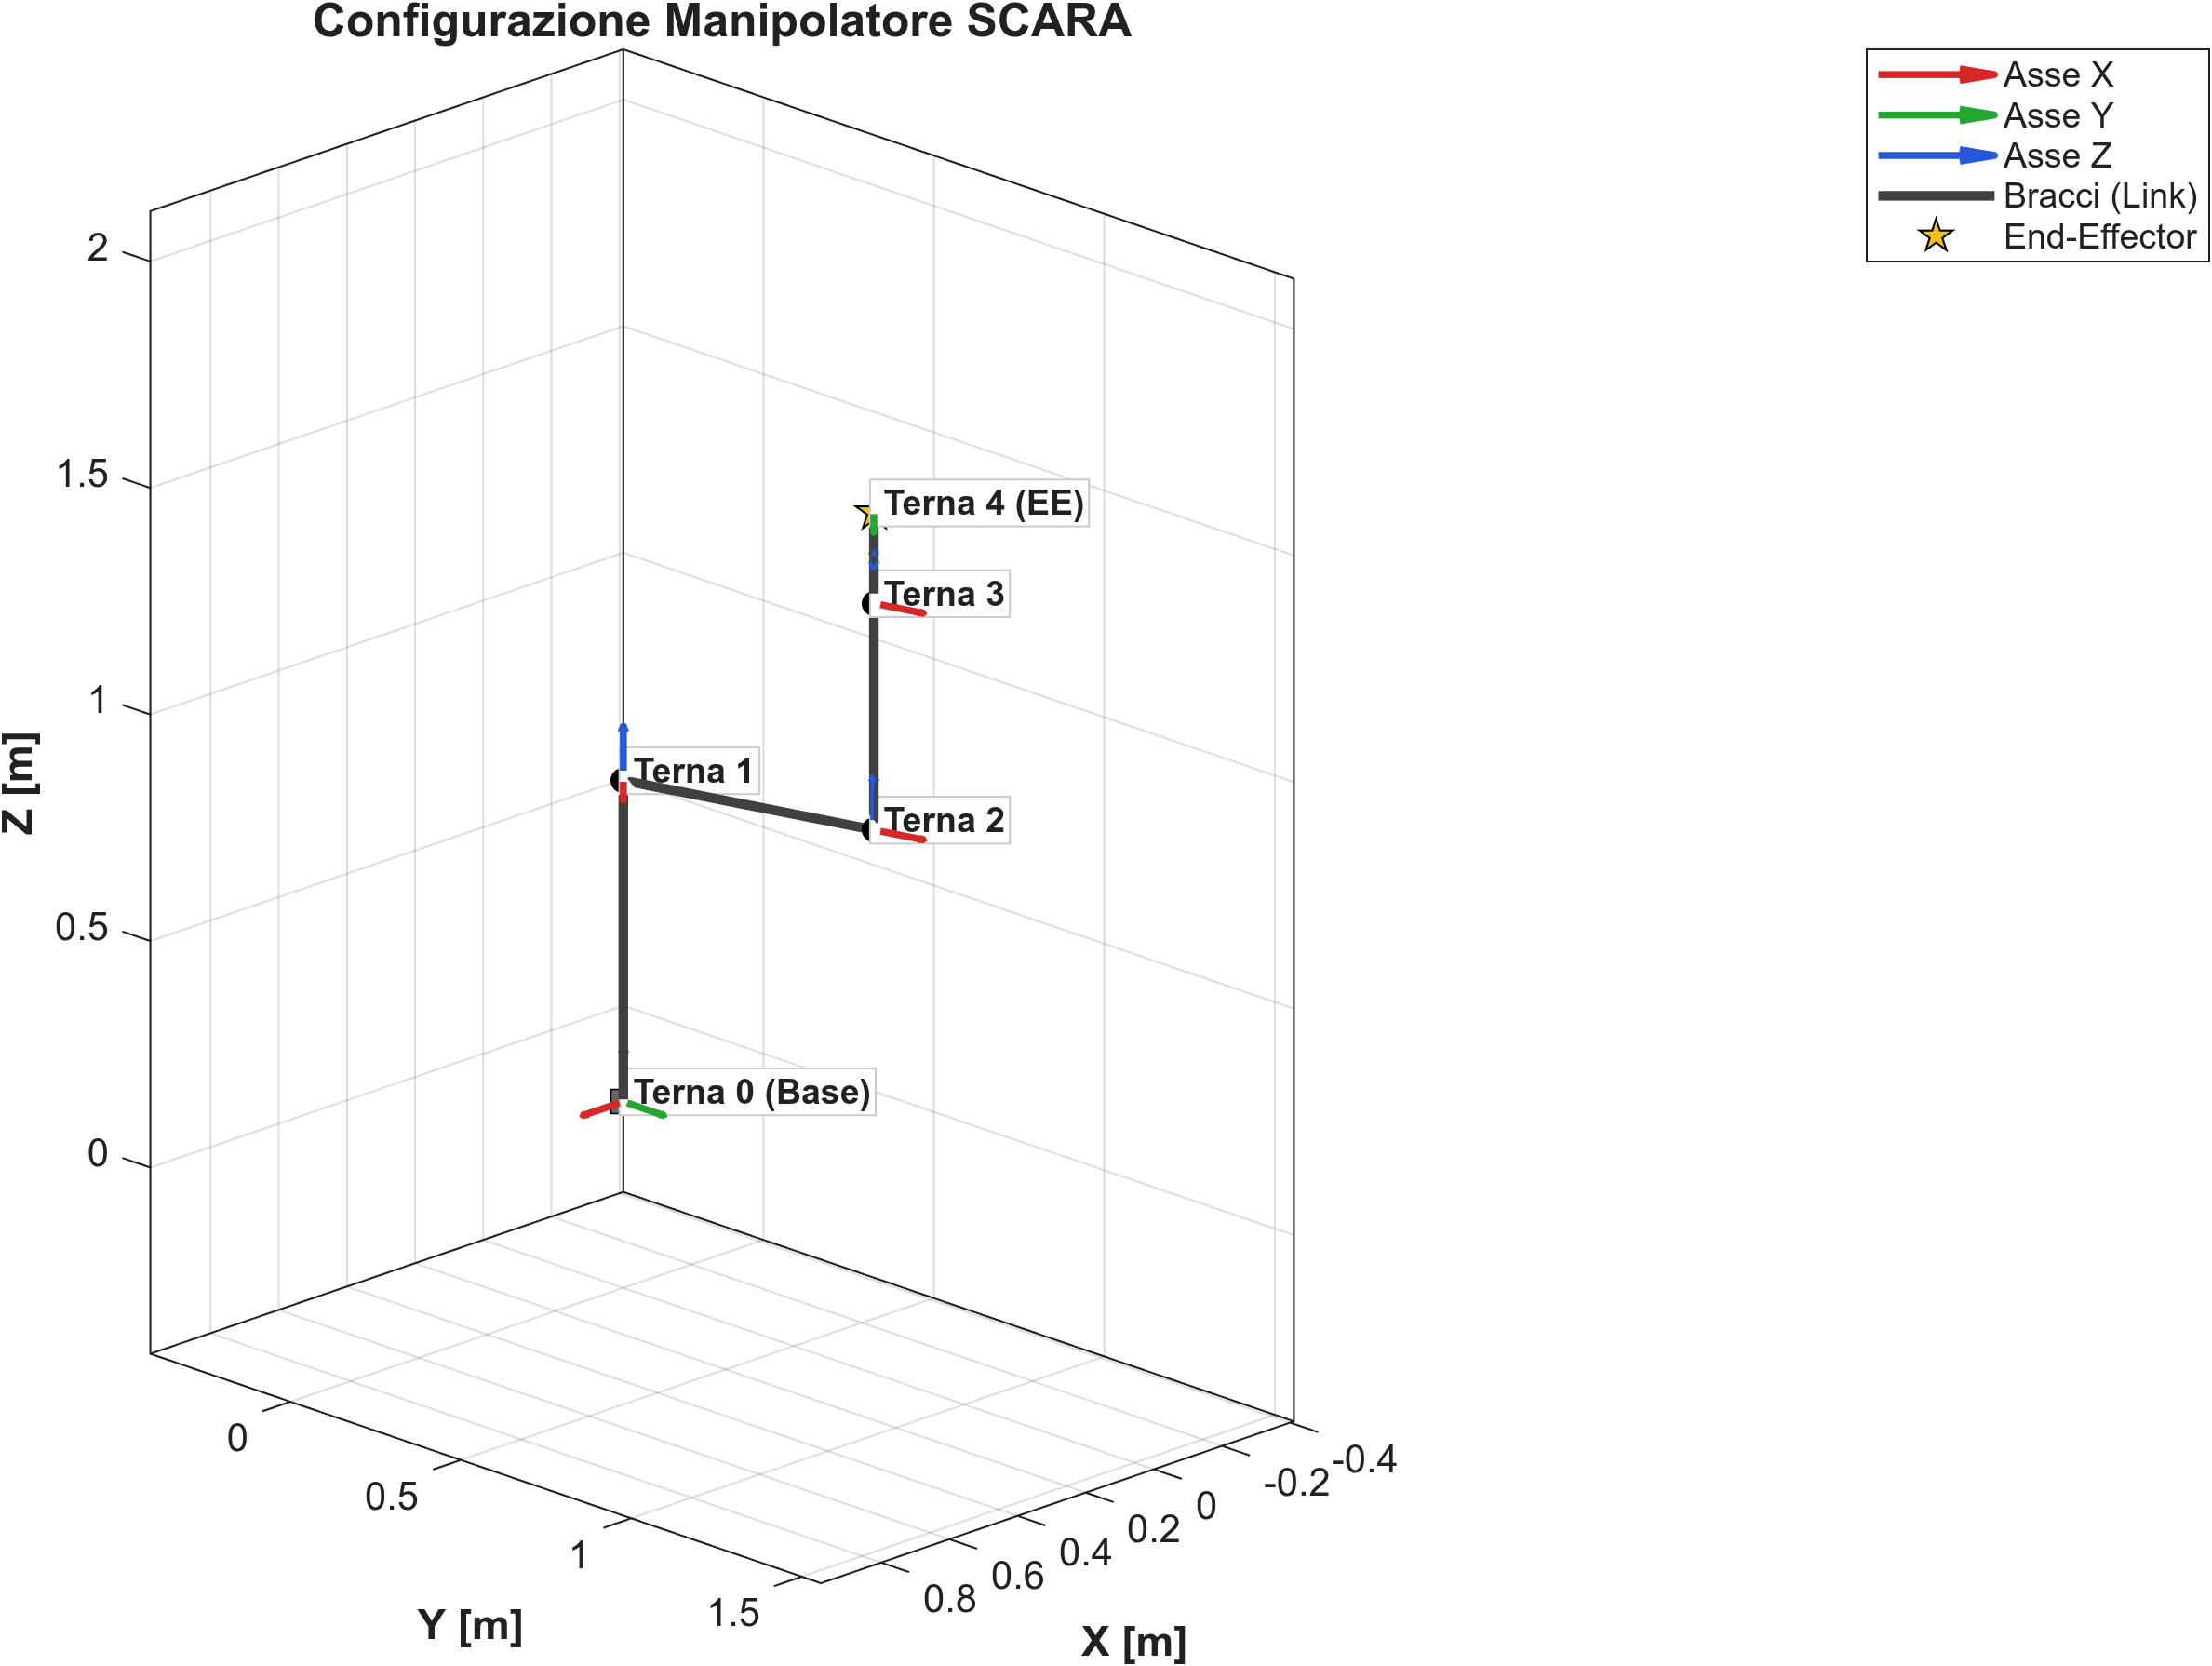 Configurazione Manipolatore SCARA
Asse X
Asse Y
Asse Z
Bracci (Link)
End-Effector
2
1.5
1
0.5
0
Z [m]
Terna 4 (EE)
Terna 3
Terna 1
Terna 2
Terna 0 (Base)
0
0.5
1
1.5
Y [m]
-0.4
-0.2
0
0.2
0.4
0.6
0.8
X [m]